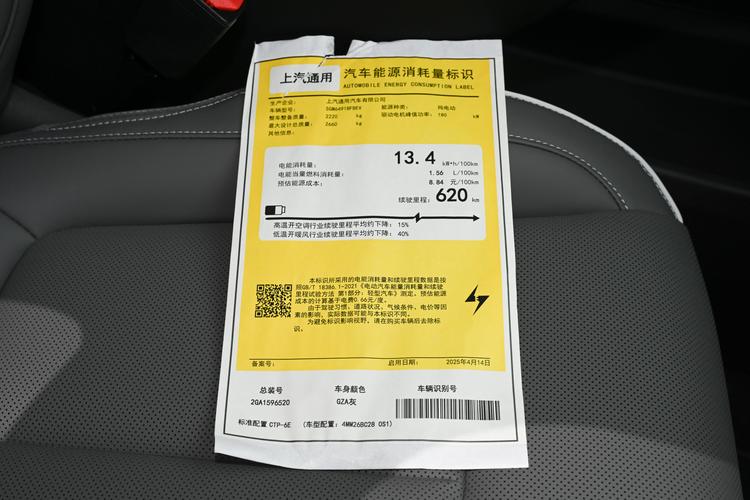 上汽通用 汽车能源消耗量标识
AUTOMOBILE ENERGY CONSUMPTION LABEL
生产企业： 上汽通用汽车有限公司
车辆型号： SGM6491BFBEV 能源种类： 纯电动
整车整备质量： 2220 kg 驱动电机峰值功率： 180 kW
最大设计总质量： 2660 kg
其他信息：
电能消耗量： 13.4 kW·h/100km
电能当量燃料消耗量： 1.56 L/100km
预估能源成本： 8.84 元/100km
续驶里程： 620 km
高温开空调行业续驶里程平均约下降： 15%
低温开暖风行业续驶里程平均约下降： 40%
本标识所采用的电能消耗量和续驶里程数据是按
照GB/T 18386.1-2021《电动汽车能量消耗量和续驶
里程试验方法 第1部分：轻型汽车》测定。预估能源
成本的计算基于电费0.66元/度。
由于驾驶习惯、道路状况、气候条件、电价等因
素的影响，实际数据可能与本标识不同。
为避免标识影响视野，请在购买车辆后去除标
识。
备案号： 启用日期： 2025年4月14日
总装号 车身颜色 车辆识别号
2GA1596520 GZA灰
标准配置 CTP-6E （车型配置：4MM26BC28 OS1）